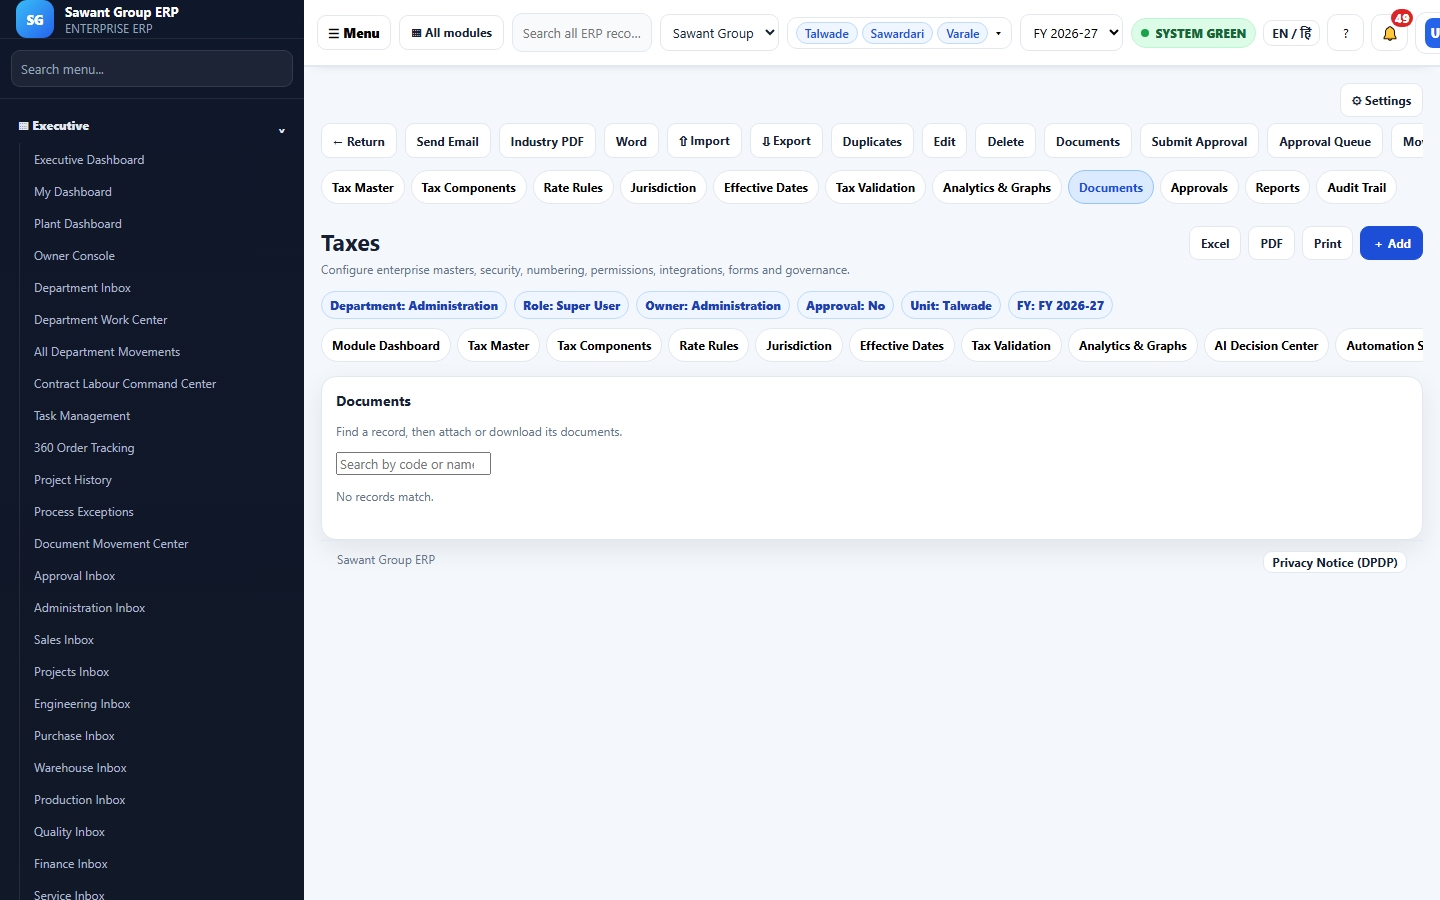 SG
Sawant Group ERP
ENTERPRISE ERP
Search menu...
Executive
Executive Dashboard
My Dashboard
Plant Dashboard
Owner Console
Department Inbox
Department Work Center
All Department Movements
Contract Labour Command Center
Task Management
360 Order Tracking
Project History
Process Exceptions
Document Movement Center
Approval Inbox
Administration Inbox
Sales Inbox
Projects Inbox
Engineering Inbox
Purchase Inbox
Warehouse Inbox
Production Inbox
Quality Inbox
Finance Inbox
Service Inbox
☰ Menu
All modules
Search all ERP reco...
Sawant Group
Talwade Sawardari Varale
FY 2026-27
SYSTEM GREEN
EN / हिं
?
49
U
⚙ Settings
← Return Send Email Industry PDF Word ⇧ Import ⇩ Export Duplicates Edit Delete Documents Submit Approval Approval Queue Mov
Tax Master Tax Components Rate Rules Jurisdiction Effective Dates Tax Validation Analytics & Graphs Documents Approvals Reports Audit Trail
Taxes
Excel PDF Print + Add
Configure enterprise masters, security, numbering, permissions, integrations, forms and governance.
Department: Administration Role: Super User Owner: Administration Approval: No Unit: Talwade FY: FY 2026-27
Module Dashboard Tax Master Tax Components Rate Rules Jurisdiction Effective Dates Tax Validation Analytics & Graphs AI Decision Center Automation S
Documents
Find a record, then attach or download its documents.
Search by code or name
No records match.
Sawant Group ERP
Privacy Notice (DPDP)